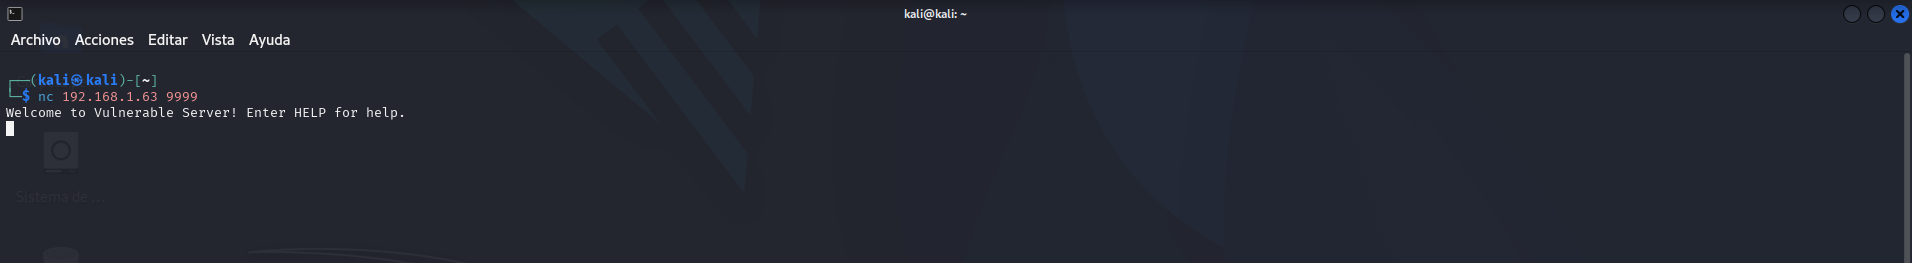 kali@kali: ~
Archivo Acciones Editar Vista Ayuda
┌──(kali㉿kali)-[~]
└─$ nc 192.168.1.63 9999
Welcome to Vulnerable Server! Enter HELP for help.
Sistema de ...